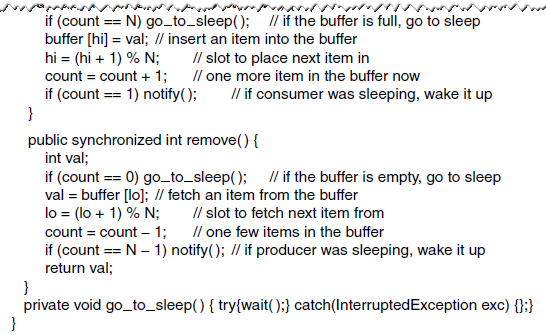 if (count == N) go_to_sleep( ); // if the buffer is full, go to sleep
buffer [hi] = val; // insert an item into the buffer
hi = (hi + 1) % N; // slot to place next item in
count = count + 1; // one more item in the buffer now
if (count == 1) notify( ); // if consumer was sleeping, wake it up
}
public synchronized int remove( ) {
int val;
if (count == 0) go_to_sleep( ); // if the buffer is empty, go to sleep
val = buffer [lo]; // fetch an item from the buffer
lo = (lo + 1) % N; // slot to fetch next item from
count = count − 1; // one few items in the buffer
if (count == N − 1) notify( ); // if producer was sleeping, wake it up
return val;
}
private void go_to_sleep( ) { try{wait( );} catch(InterruptedException exc) {};}
}